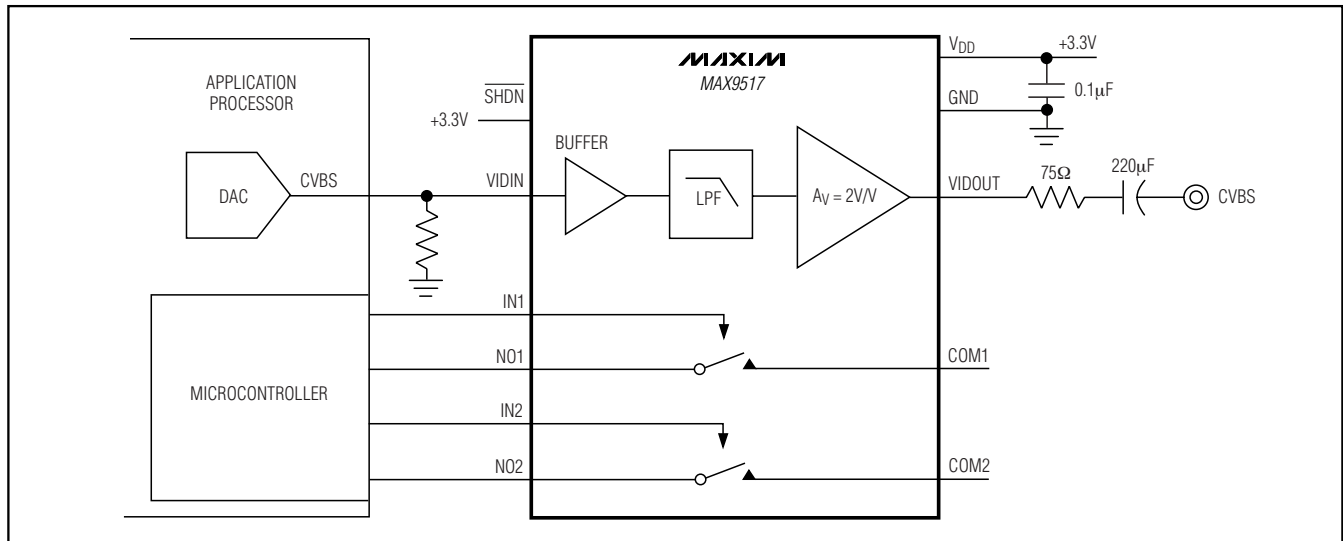 APPLICATION
PROCESSOR
DAC
CVBS
MICROCONTROLLER
MAXIM
MAX9517
SHDN
+3.3V
BUFFER
VIDIN
LPF
AV = 2V/V
VDD
+3.3V
0.1µF
GND
VIDOUT
75Ω
220µF
CVBS
IN1
NO1
COM1
IN2
NO2
COM2